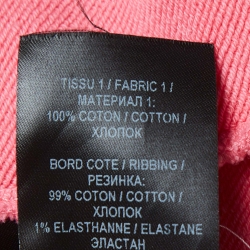 TISSU 1 / FABRIC 1 /
МАТЕРИАЛ 1:
100% COTON / COTTON /
ХЛОПОК
BORD COTE / RIBBING /
РЕЗИНКА:
99% COTON / COTTON /
ХЛОПОК
1% ELASTHANNE / ELASTANE
ЭЛАСТАН